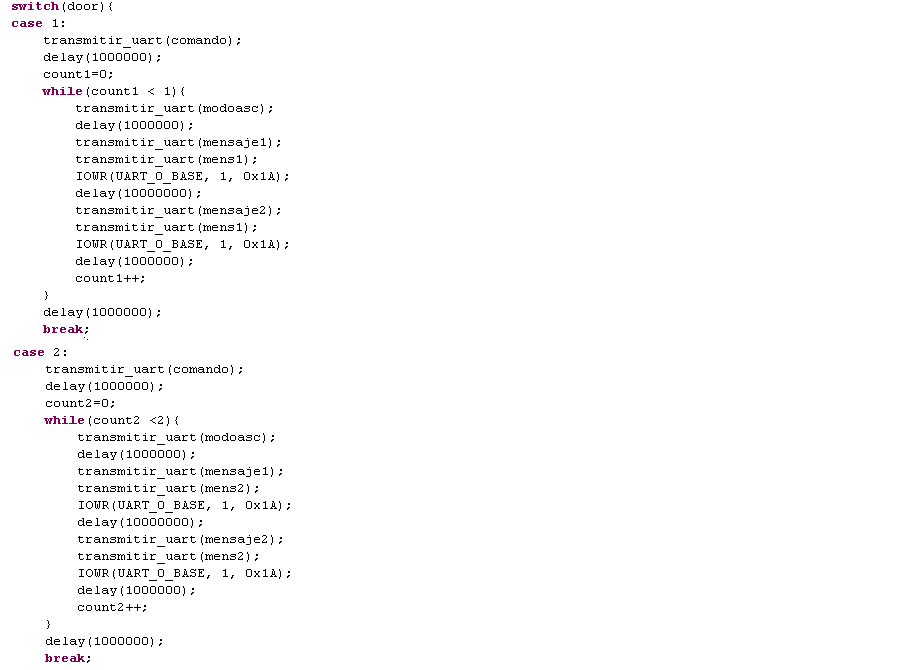 switch(door){
case 1:
    transmitir_uart(comando);
    delay(1000000);
    count1=0;
    while(count1 < 1){
        transmitir_uart(modoasc);
        delay(1000000);
        transmitir_uart(mensaje1);
        transmitir_uart(mens1);
        IOWR(UART_0_BASE, 1, 0x1A);
        delay(10000000);
        transmitir_uart(mensaje2);
        transmitir_uart(mens1);
        IOWR(UART_0_BASE, 1, 0x1A);
        delay(1000000);
        count1++;
    }
    delay(1000000);
    break;
case 2:
    transmitir_uart(comando);
    delay(1000000);
    count2=0;
    while(count2 <2){
        transmitir_uart(modoasc);
        delay(1000000);
        transmitir_uart(mensaje1);
        transmitir_uart(mens2);
        IOWR(UART_0_BASE, 1, 0x1A);
        delay(10000000);
        transmitir_uart(mensaje2);
        transmitir_uart(mens2);
        IOWR(UART_0_BASE, 1, 0x1A);
        delay(1000000);
        count2++;
    }
    delay(1000000);
    break;